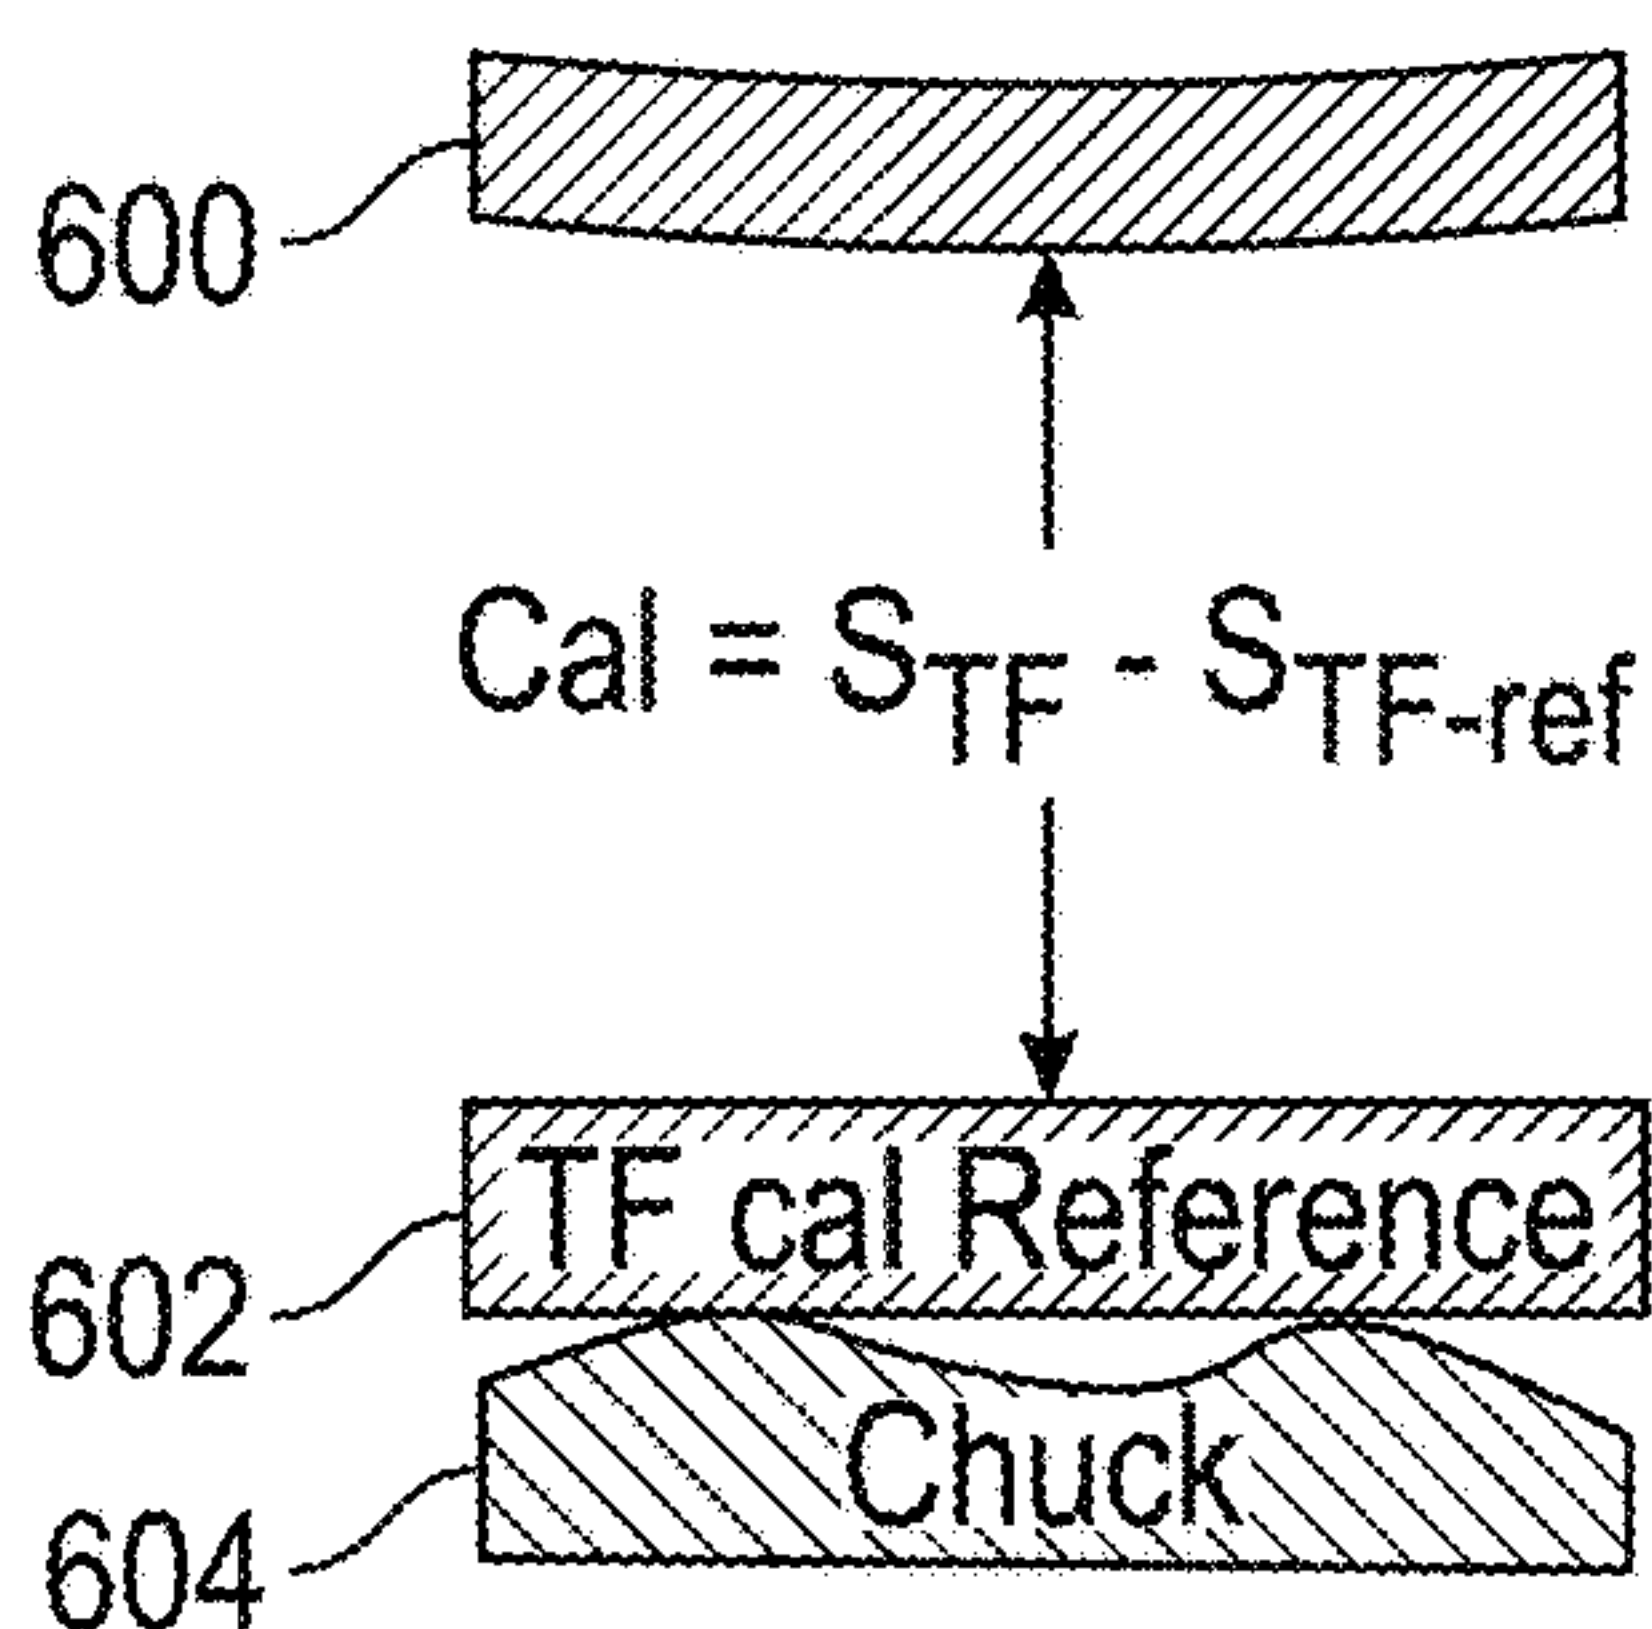 600
Cal = S_TF - S_TF-ref
TF cal Reference
602
Chuck
604